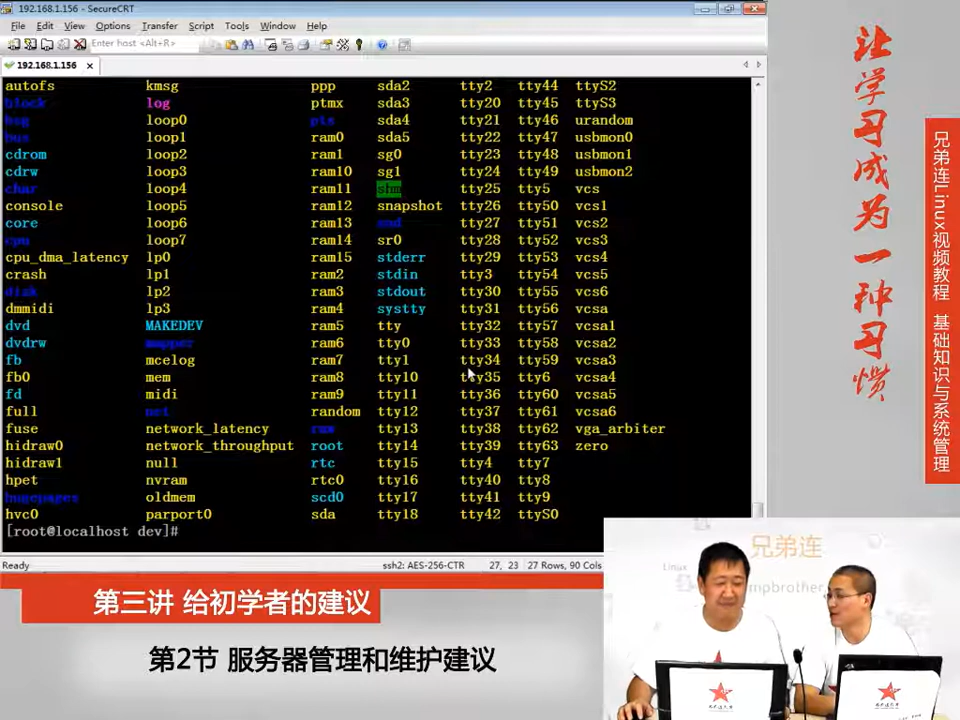 192.168.1.156 - SecureCRT
File Edit View Options Transfer Script Tools Window Help
Enter host <Alt+R>
192.168.1.156
autofs kmsg ppp sda2 tty2 tty44 ttyS2
block log ptmx sda3 tty20 tty45 ttyS3
bsg loop0 pts sda4 tty21 tty46 urandom
bus loop1 ram0 sda5 tty22 tty47 usbmon0
cdrom loop2 ram1 sg0 tty23 tty48 usbmon1
cdrw loop3 ram10 sg1 tty24 tty49 usbmon2
char loop4 ram11 shm tty25 tty5 vcs
console loop5 ram12 snapshot tty26 tty50 vcs1
core loop6 ram13 snd tty27 tty51 vcs2
cpu loop7 ram14 sr0 tty28 tty52 vcs3
cpu_dma_latency lp0 ram15 stderr tty29 tty53 vcs4
crash lp1 ram2 stdin tty3 tty54 vcs5
disk lp2 ram3 stdout tty30 tty55 vcs6
dmmidi lp3 ram4 systty tty31 tty56 vcsa
dvd MAKEDEV ram5 tty tty32 tty57 vcsa1
dvdrw mapper ram6 tty0 tty33 tty58 vcsa2
fb mcelog ram7 tty1 tty34 tty59 vcsa3
fb0 mem ram8 tty10 tty35 tty6 vcsa4
fd midi ram9 tty11 tty36 tty60 vcsa5
full net random tty12 tty37 tty61 vcsa6
fuse network_latency raw tty13 tty38 tty62 vga_arbiter
hidraw0 network_throughput root tty14 tty39 tty63 zero
hidraw1 null rtc tty15 tty4 tty7
hpet nvram rtc0 tty16 tty40 tty8
hugepages oldmem scd0 tty17 tty41 tty9
hvc0 parport0 sda tty18 tty42 ttyS0
[root@localhost dev]#
Ready ssh2: AES-256-CTR 27, 23 27 Rows, 90 Cols
让学习成为一种习惯
兄弟连Linux视频教程 基础知识与系统管理
第三讲 给初学者的建议
第2节 服务器管理和维护建议
兄弟连
Linux
mpbrother.